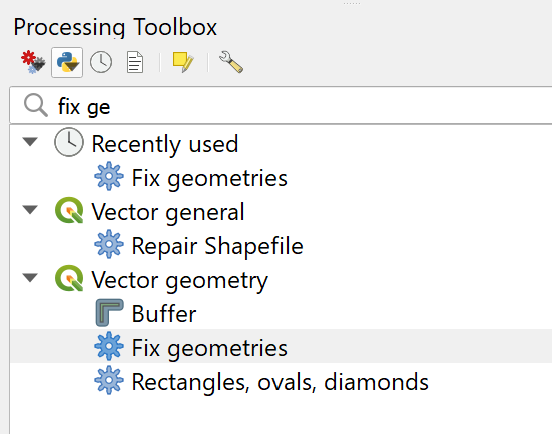 Processing Toolbox
fix ge
Recently used
Fix geometries
Vector general
Repair Shapefile
Vector geometry
Buffer
Fix geometries
Rectangles, ovals, diamonds